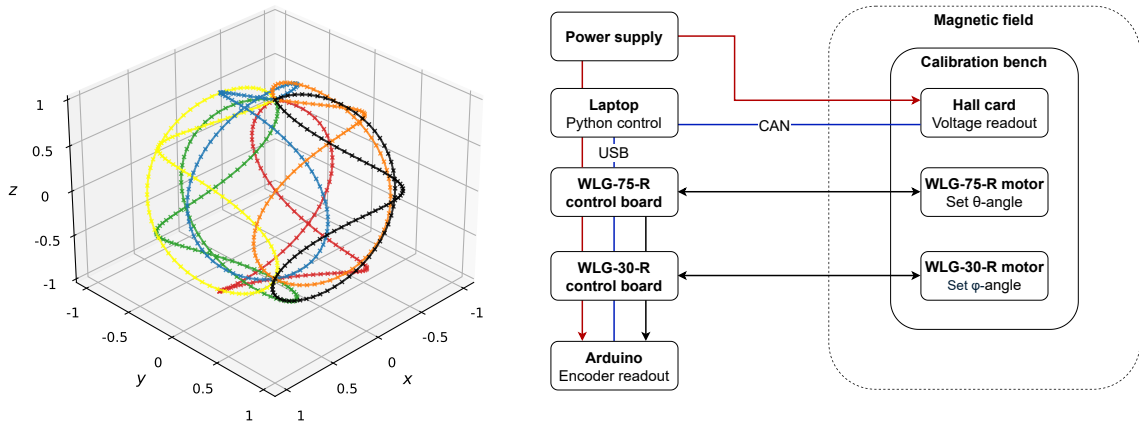 1
0.5
0
-0.5
-1
z
-1
-0.5
0
0.5
1
y
-1
-0.5
0
0.5
1
x
Power supply
Laptop
Python control
USB
WLG-75-R
control board
WLG-30-R
control board
Arduino
Encoder readout
CAN
Magnetic field
Calibration bench
Hall card
Voltage readout
WLG-75-R motor
Set θ-angle
WLG-30-R motor
Set φ-angle